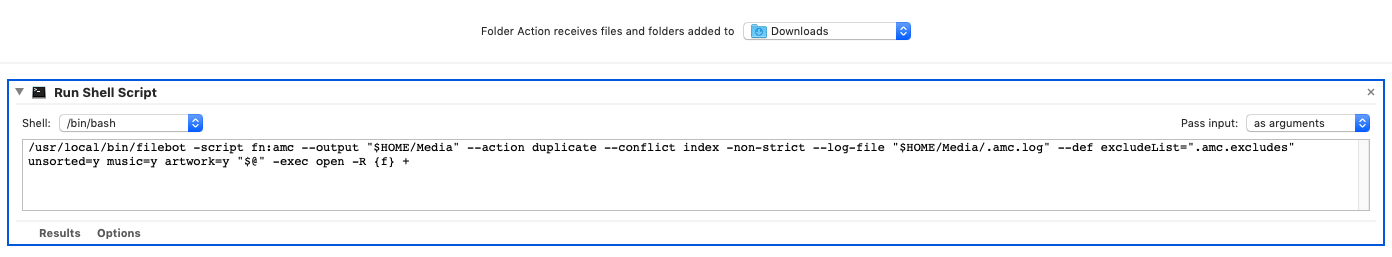 Folder Action receives files and folders added to Downloads
Run Shell Script
Shell: /bin/bash Pass input: as arguments
/usr/local/bin/filebot -script fn:amc --output "$HOME/Media" --action duplicate --conflict index -non-strict --log-file "$HOME/Media/.amc.log" --def excludeList=".amc.excludes"
unsorted=y music=y artwork=y "$@" -exec open -R {f} +
Results Options